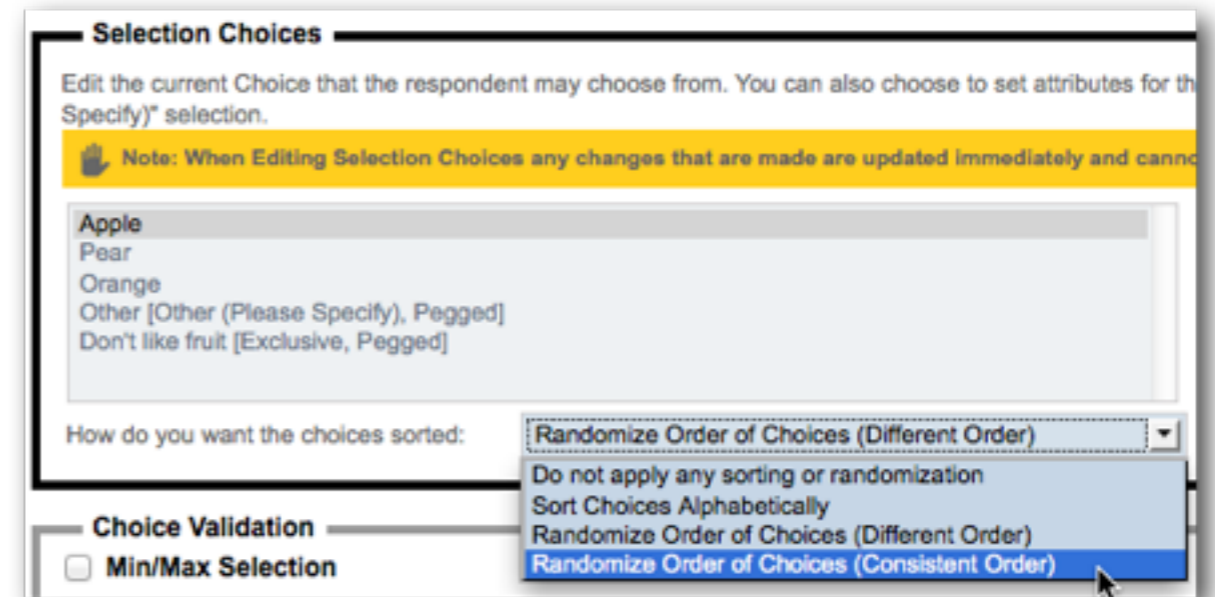 Selection Choices
Edit the current Choice that the respondent may choose from. You can also choose to set attributes for th
Specify)" selection.
Note: When Editing Selection Choices any changes that are made are updated immediately and canno
Apple
Pear
Orange
Other [Other (Please Specify), Pegged]
Don't like fruit [Exclusive, Pegged]
How do you want the choices sorted: Randomize Order of Choices (Different Order)
Do not apply any sorting or randomization
Sort Choices Alphabetically
Randomize Order of Choices (Different Order)
Randomize Order of Choices (Consistent Order)
Choice Validation
Min/Max Selection